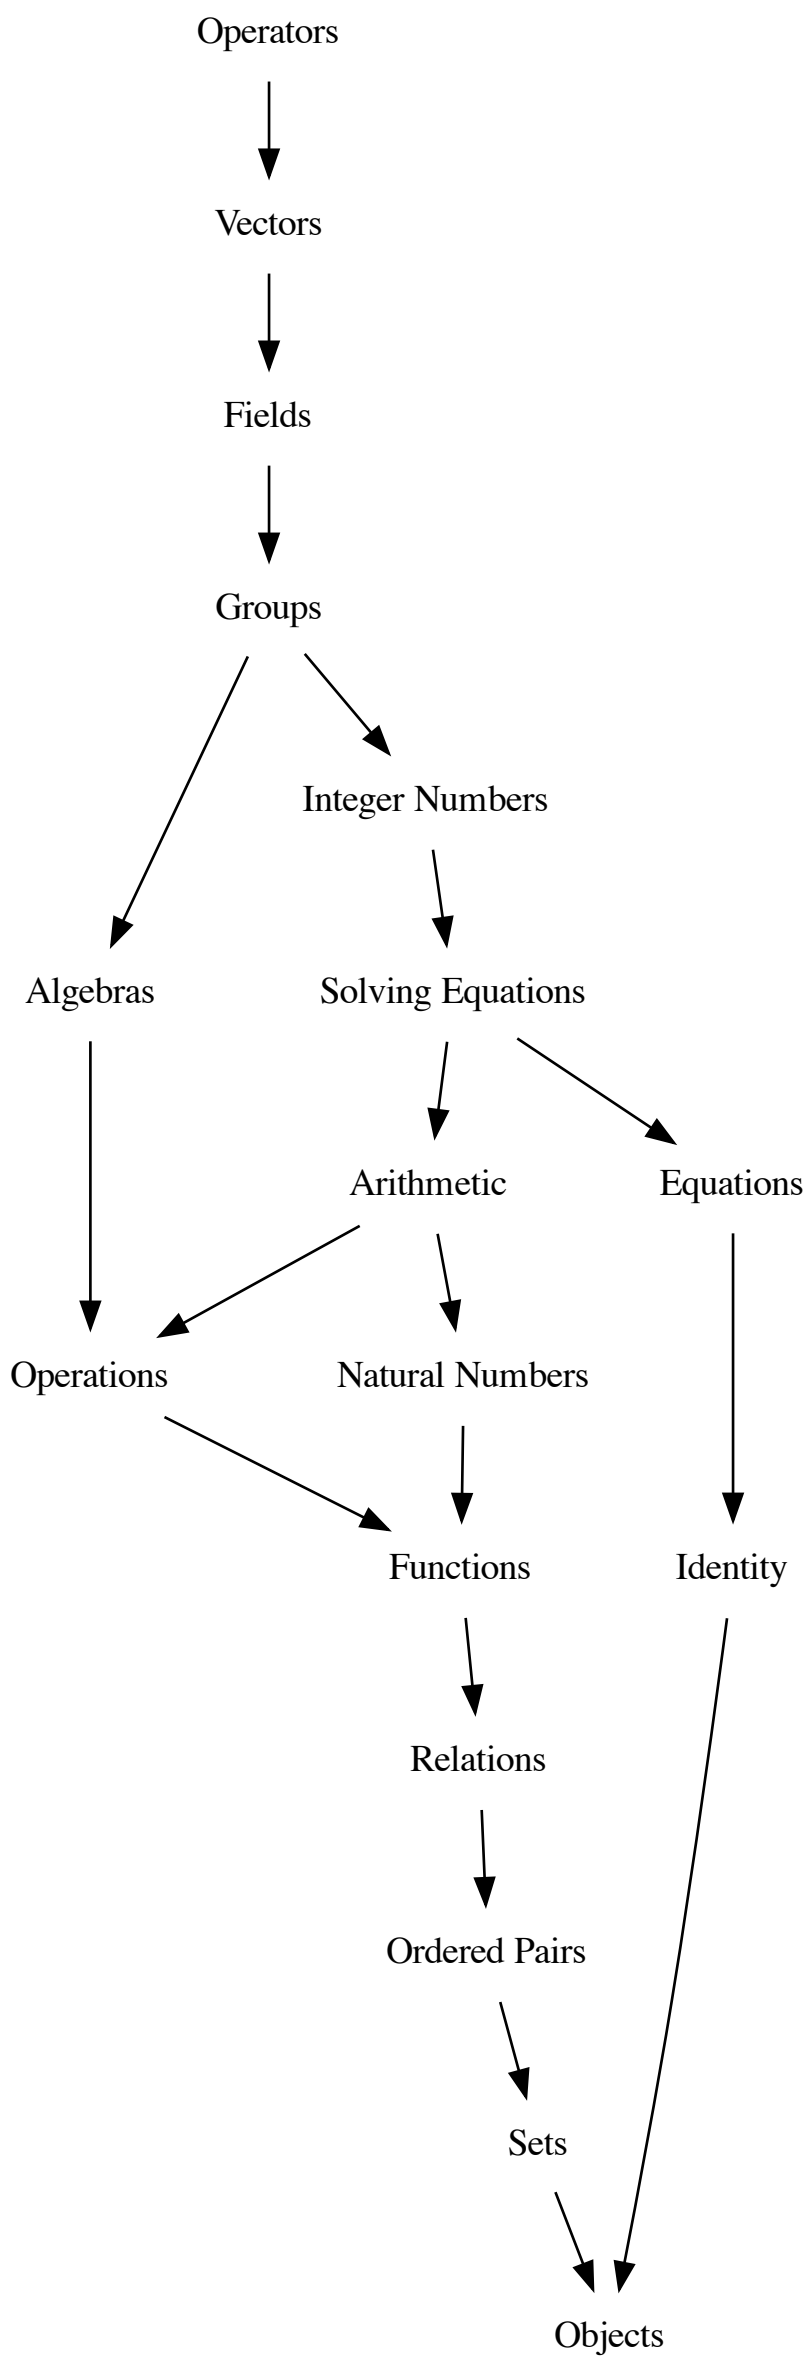 Operators
Vectors
Fields
Groups
Integer Numbers
Algebras
Solving Equations
Arithmetic
Equations
Operations
Natural Numbers
Functions
Identity
Relations
Ordered Pairs
Sets
Objects